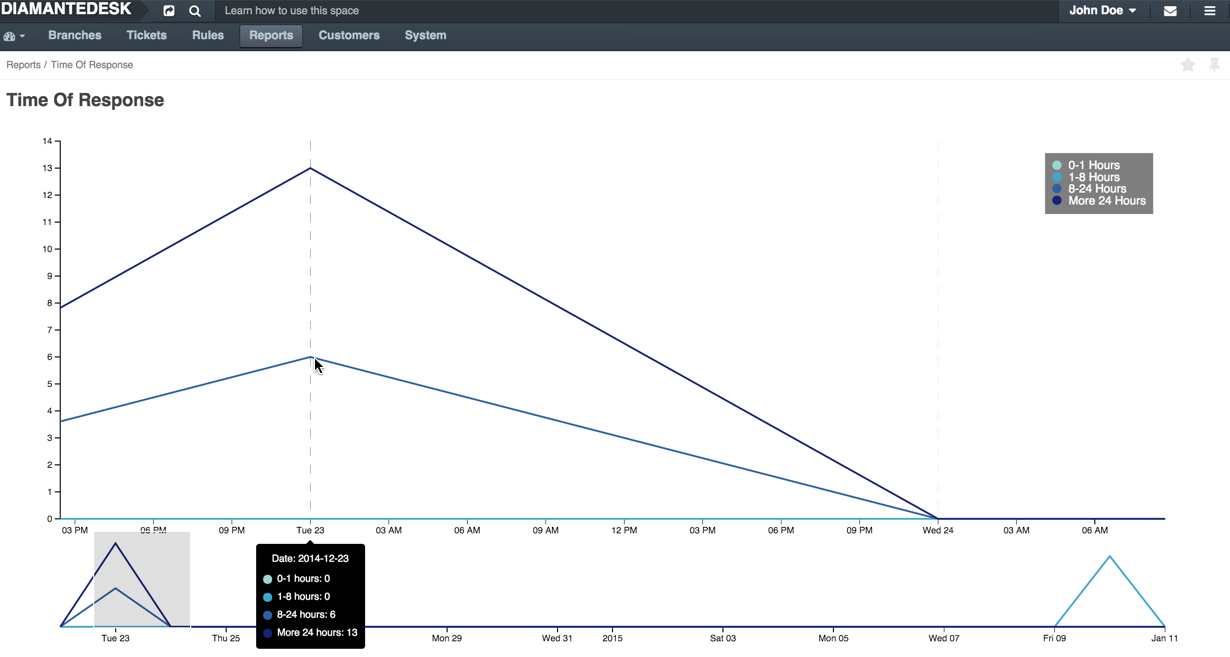 DIAMANTEDESK
Learn how to use this space
John Doe
Branches Tickets Rules Reports Customers System
Reports / Time Of Response
Time Of Response
14
13
12
11
10
9
8
7
6
5
4
3
2
1
0
0-1 Hours
1-8 Hours
8-24 Hours
More 24 Hours
03 PM 06 PM 09 PM Tue 23 03 AM 06 AM 09 AM 12 PM 03 PM 06 PM 09 PM Wed 24 03 AM 06 AM
Date: 2014-12-23
0-1 hours: 0
1-8 hours: 0
8-24 hours: 6
More 24 hours: 13
Tue 23 Thu 25 Mon 29 Wed 31 2015 Sat 03 Mon 05 Wed 07 Fri 09 Jan 11